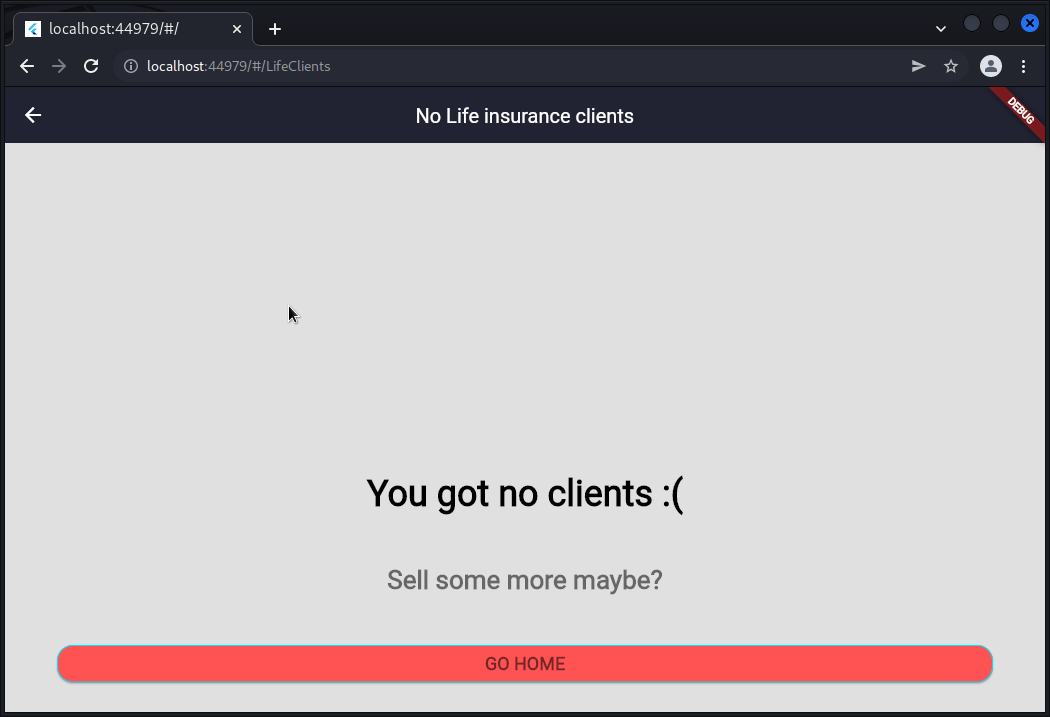 localhost:44979/#/
localhost:44979/#/LifeClients
No Life insurance clients
DEBUG
You got no clients :(
Sell some more maybe?
GO HOME